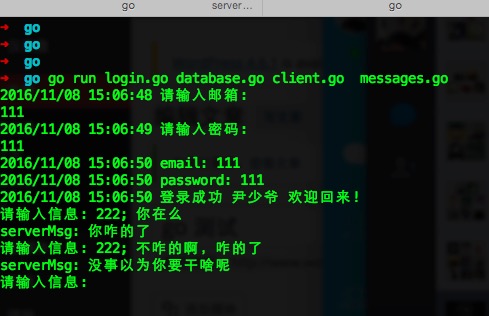 go server... go
→ go
→ go
→ go
→ go go run login.go database.go client.go  messages.go
2016/11/08 15:06:48 请输入邮箱:
111
2016/11/08 15:06:49 请输入密码:
111
2016/11/08 15:06:50 email: 111
2016/11/08 15:06:50 password: 111
2016/11/08 15:06:50 登录成功 尹少爷 欢迎回来!
请输入信息: 222; 你在么
serverMsg: 你咋的了
请输入信息: 222; 不咋的啊, 咋的了
serverMsg: 没事以为你要干啥呢
请输入信息: